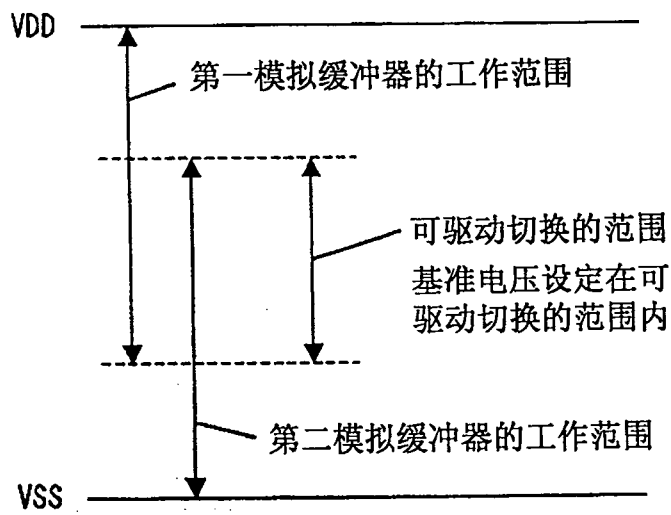 VDD
第一模拟缓冲器的工作范围
可驱动切换的范围
基准电压设定在可
驱动切换的范围内
第二模拟缓冲器的工作范围
VSS